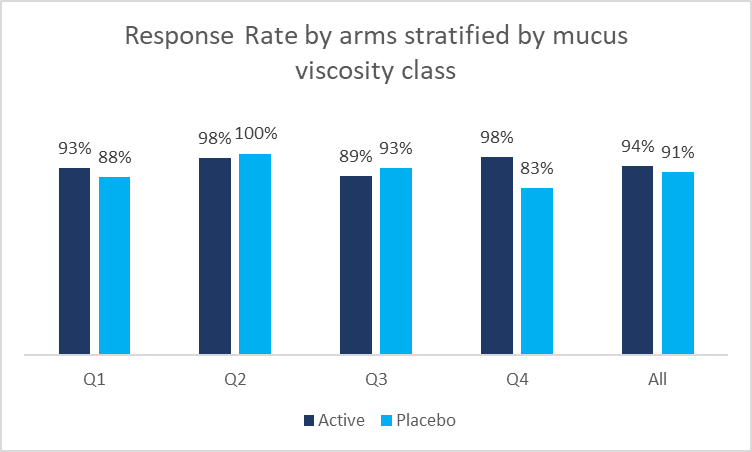 Response Rate by arms stratified by mucus
viscosity class
93% 88% 98% 100% 89% 93% 98% 83% 94% 91%
Q1 Q2 Q3 Q4 All
Active Placebo